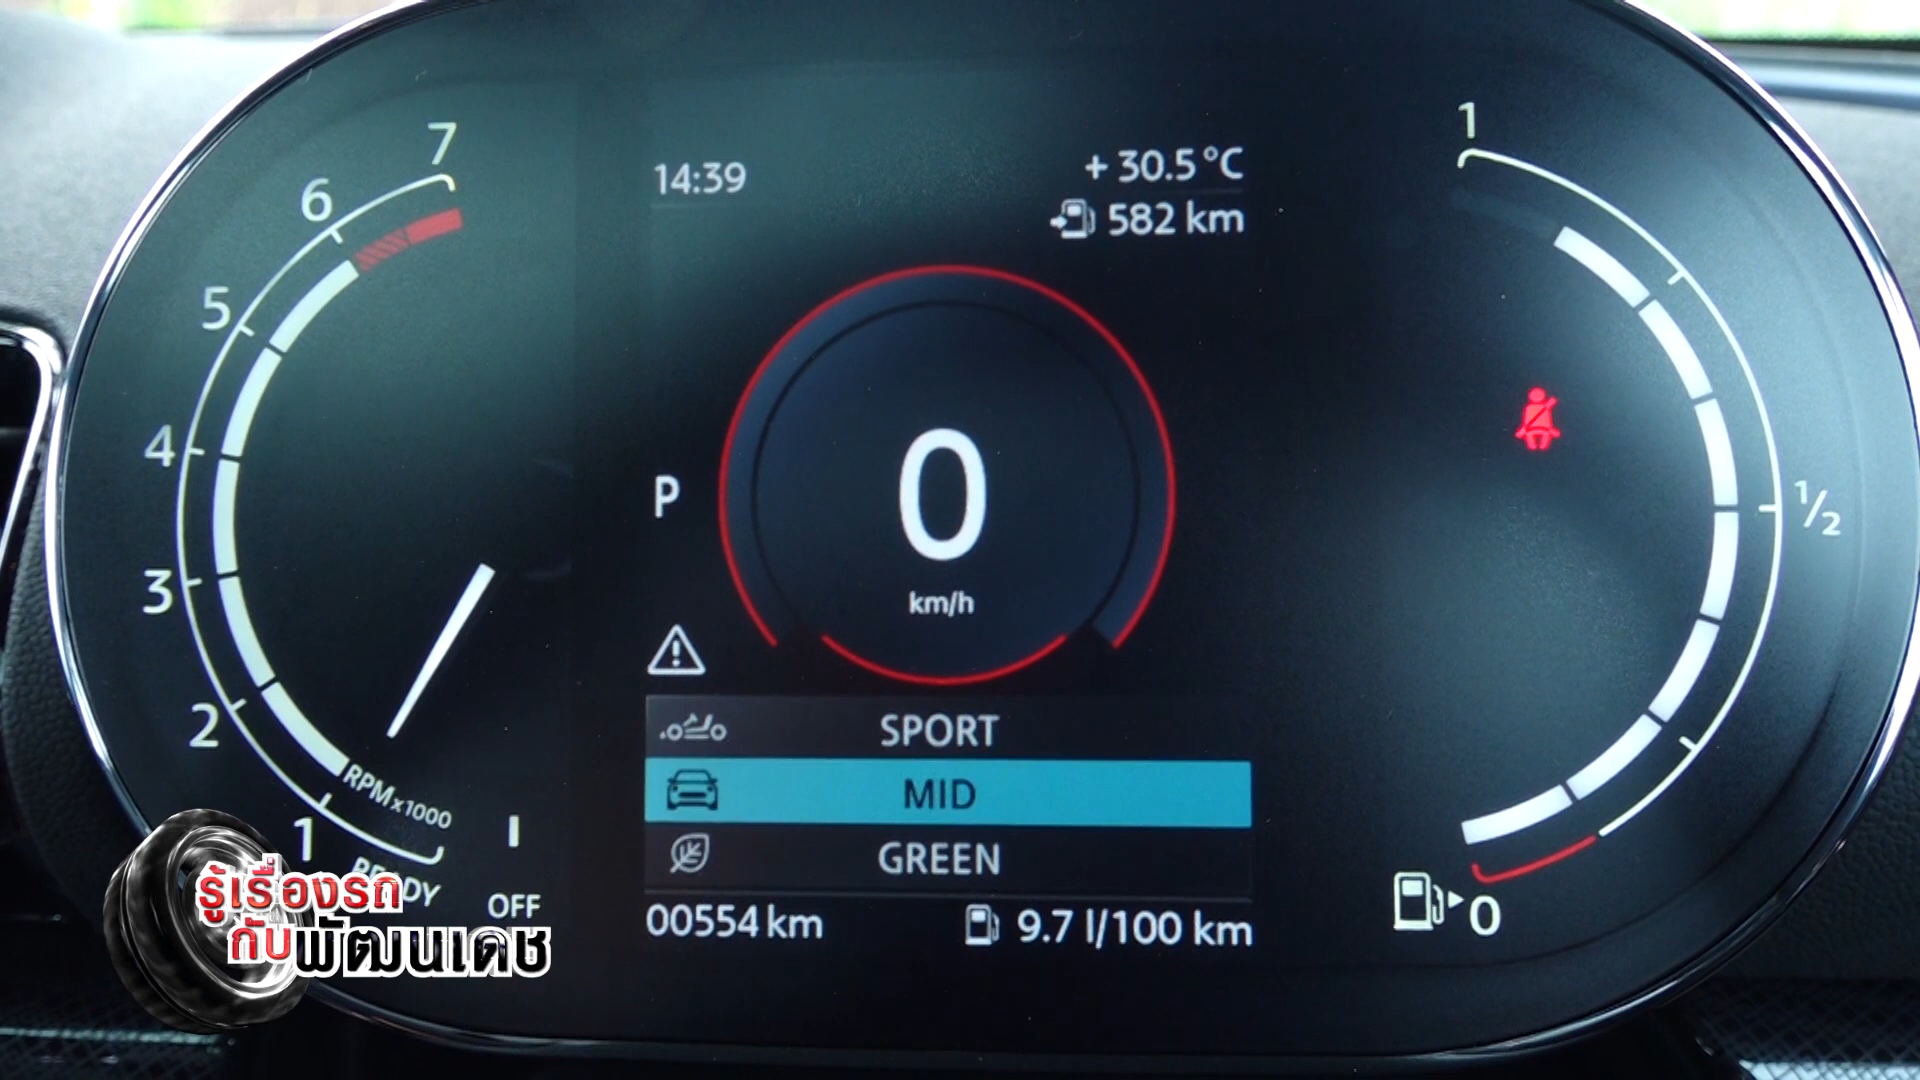 7
6
5
4
3
2
1
RPM x1000
READY
OFF
14:39
+ 30.5 °C
582 km
P
0
km/h
SPORT
MID
GREEN
00554 km
9.7 l/100 km
1
1/2
0
รู้เรื่องรถ
กับพัฒนเดช